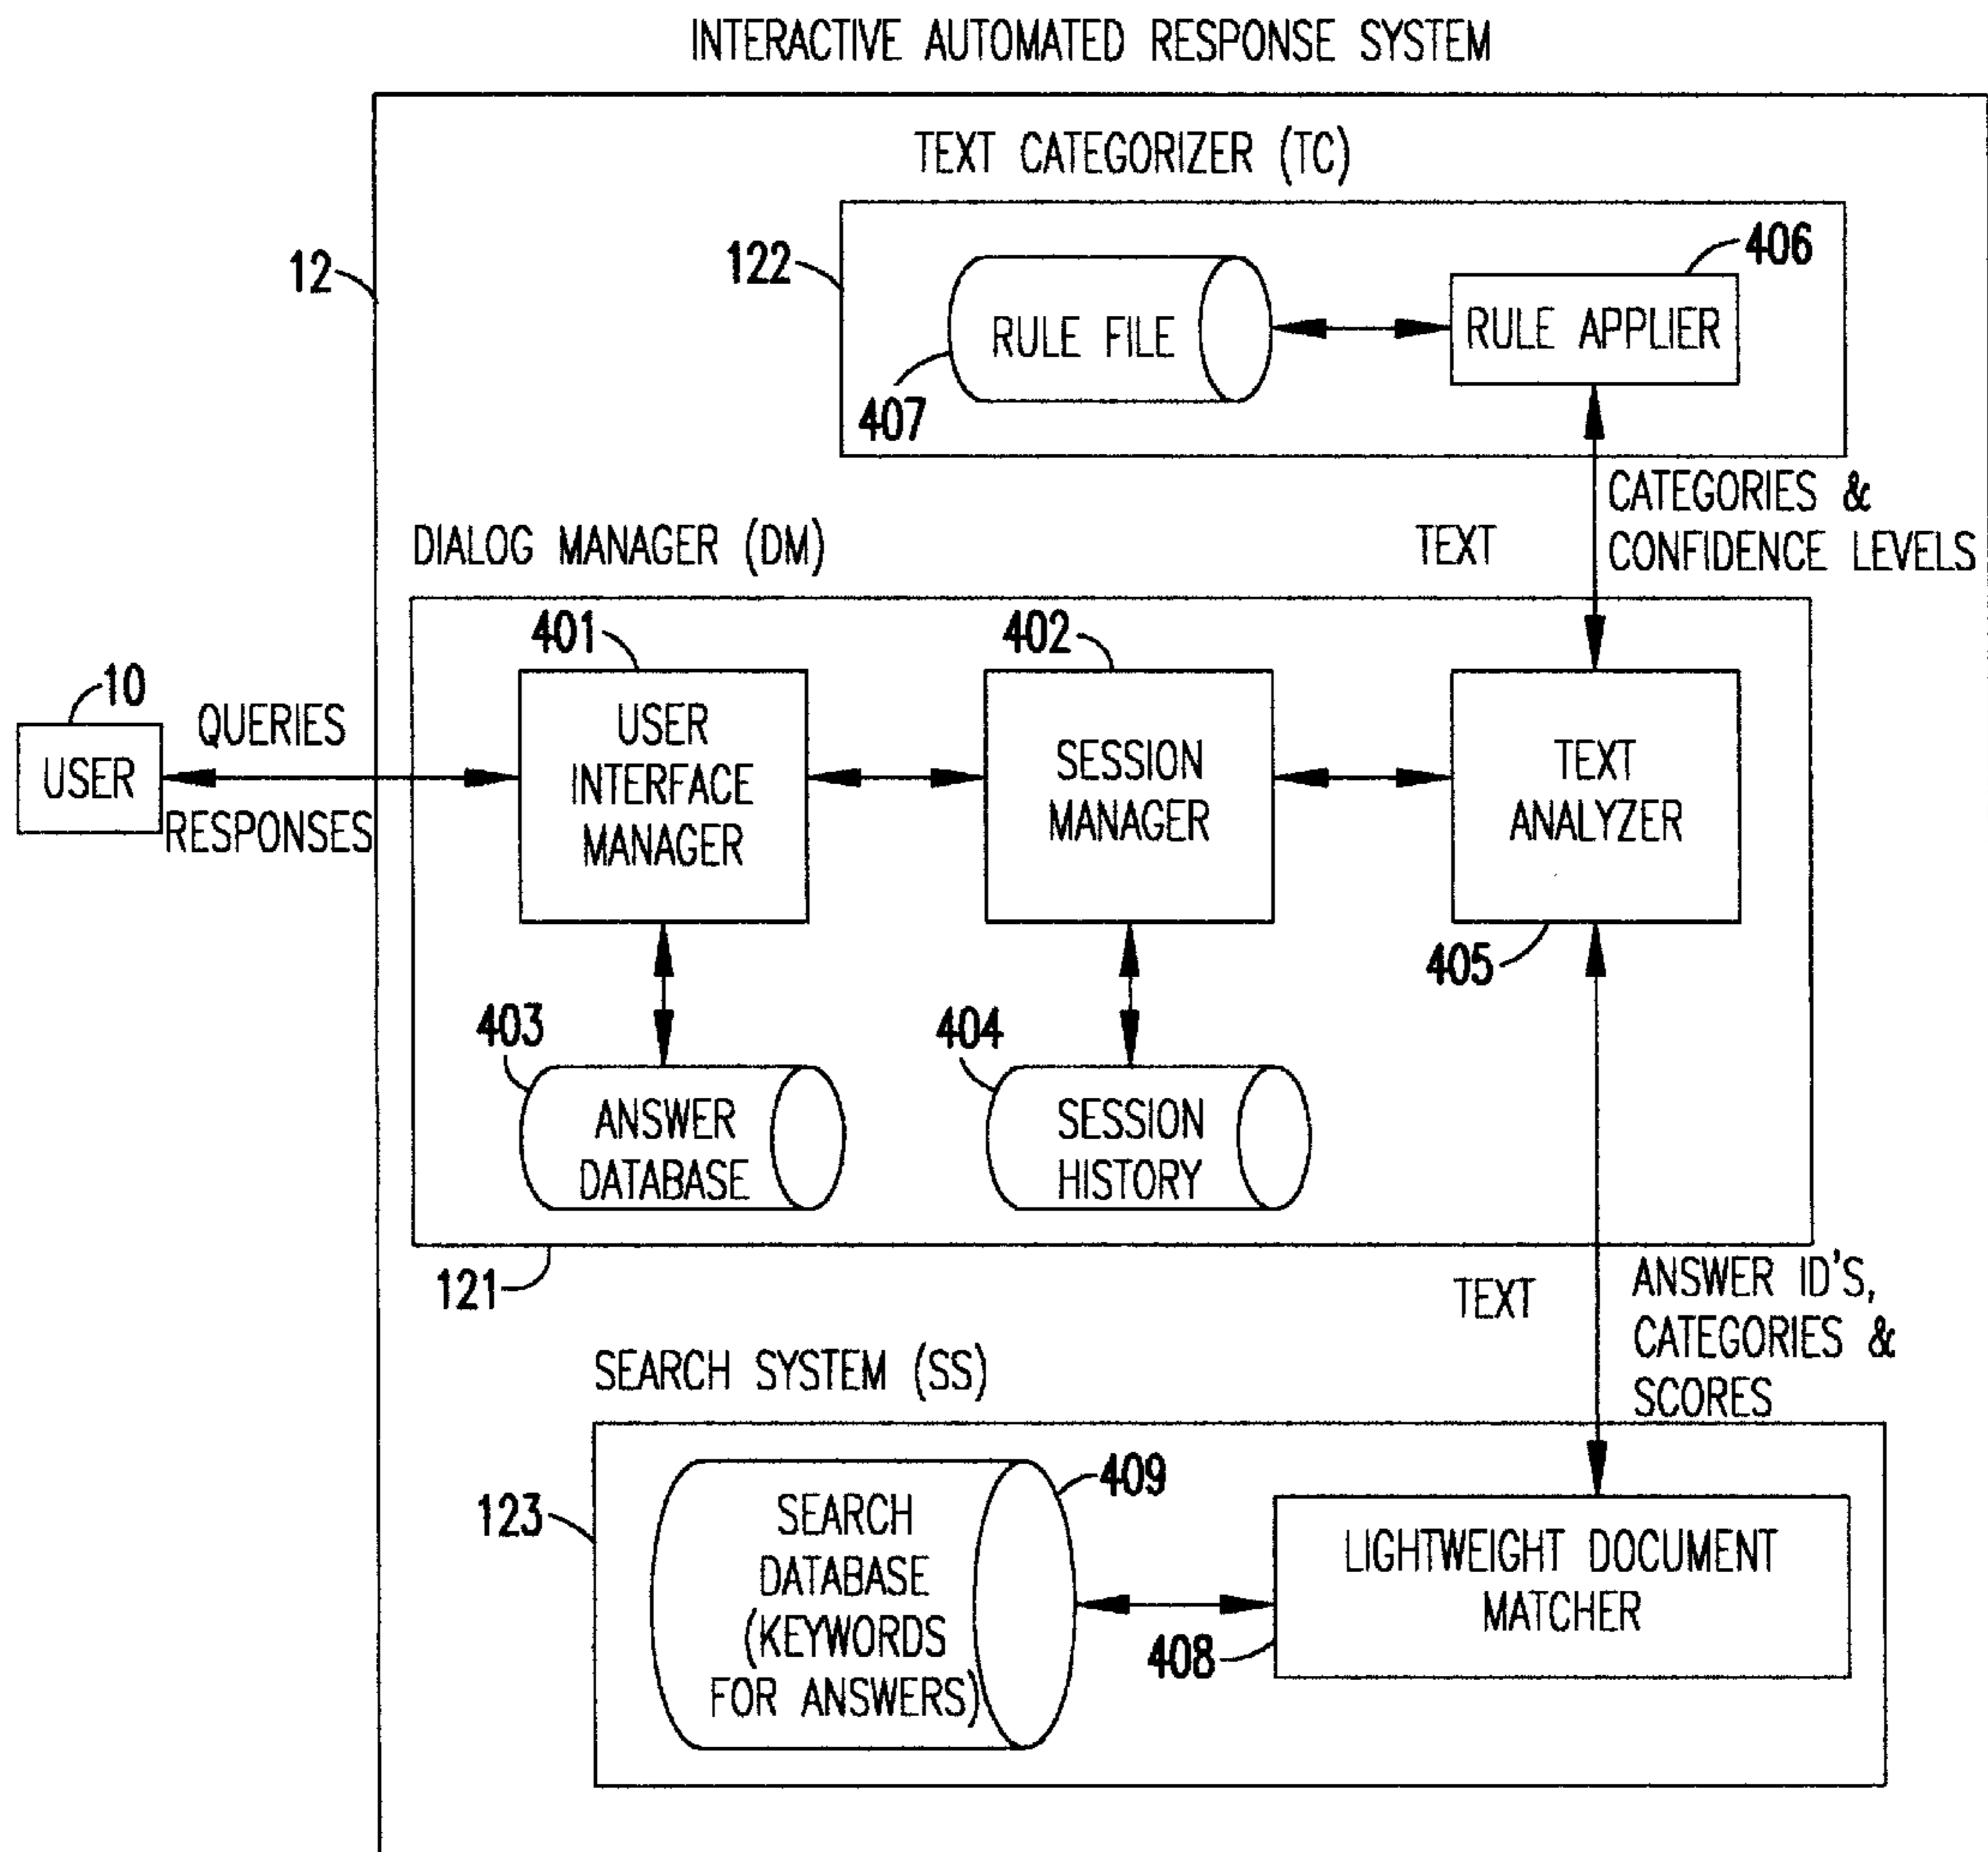 INTERACTIVE AUTOMATED RESPONSE SYSTEM
TEXT CATEGORIZER (TC)
12
122
406
RULE FILE
RULE APPLIER
407
CATEGORIES &
CONFIDENCE LEVELS
TEXT
DIALOG MANAGER (DM)
401
402
10
USER
QUERIES
RESPONSES
USER
INTERFACE
MANAGER
SESSION
MANAGER
TEXT
ANALYZER
405
403
404
ANSWER
DATABASE
SESSION
HISTORY
121
TEXT
ANSWER ID'S,
CATEGORIES &
SCORES
SEARCH SYSTEM (SS)
123
409
SEARCH
DATABASE
(KEYWORDS
FOR ANSWERS)
408
LIGHTWEIGHT DOCUMENT
MATCHER